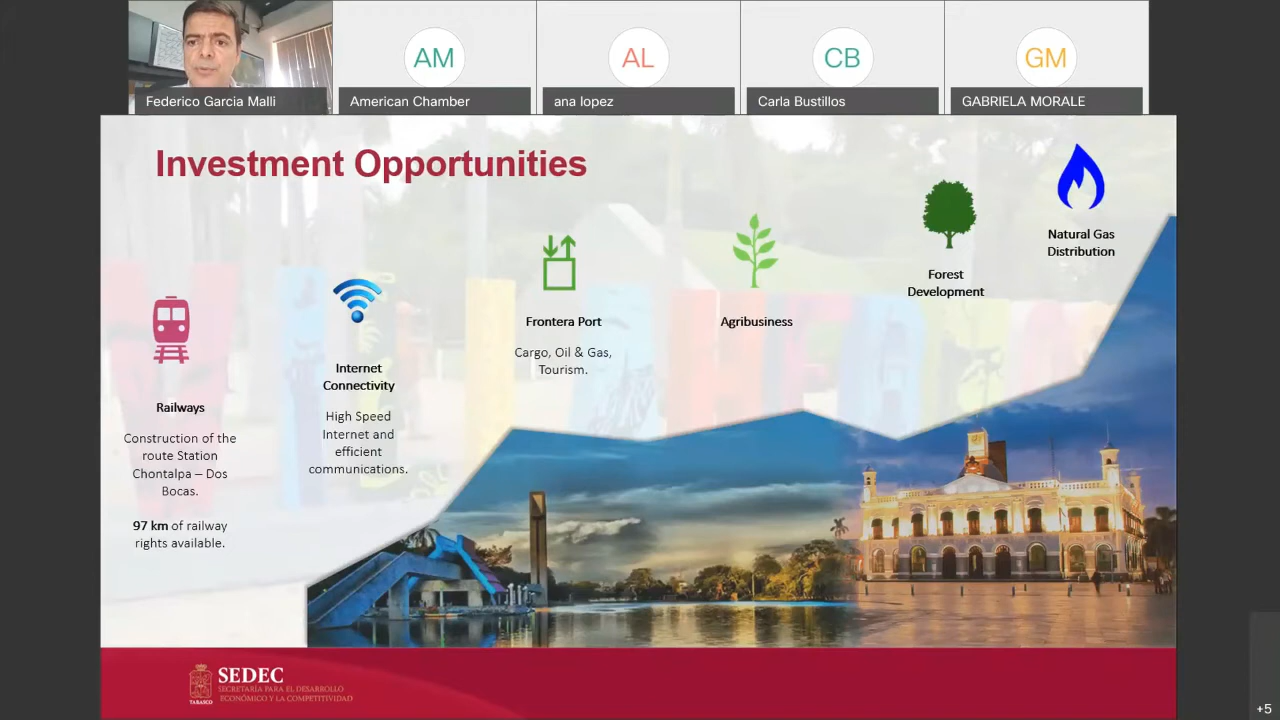 AM
AL
CB
GM
Federico Garcia Malli
American Chamber
ana lopez
Carla Bustillos
GABRIELA MORALE
Investment Opportunities
Natural Gas
Distribution
Forest
Development
Agribusiness
Frontera Port
Cargo, Oil & Gas,
Tourism.
Internet
Connectivity
High Speed
Internet and
efficient
communications.
Railways
Construction of the
route Station
Chontalpa – Dos
Bocas.
97 km of railway
rights available.
TABASCO
SEDEC
SECRETARÍA PARA EL DESARROLLO
ECONÓMICO Y LA COMPETITIVIDAD
+5